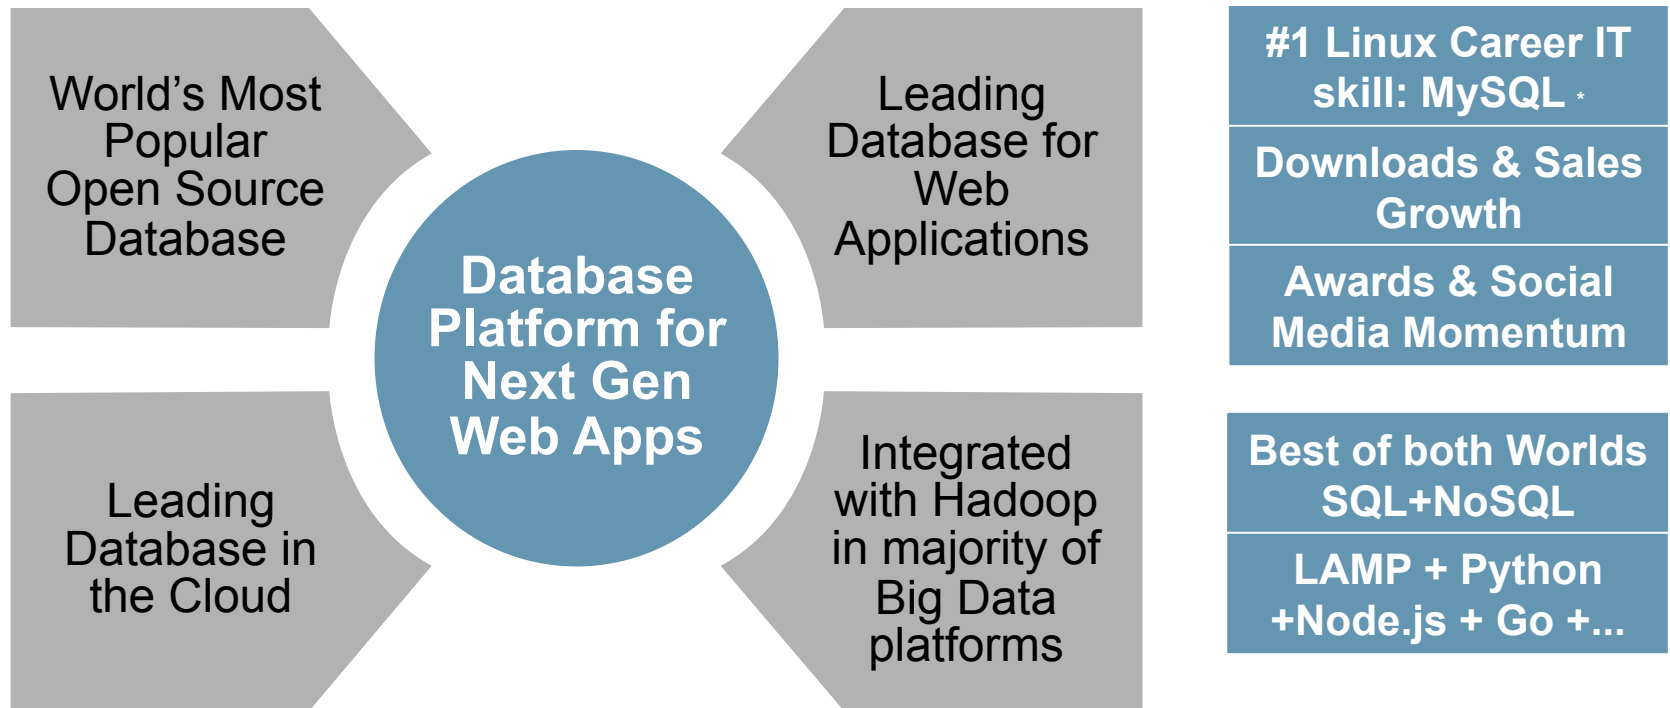 World’s Most
Popular
Open Source
Database
Leading
Database for
Web
Applications
Database
Platform for
Next Gen
Web Apps
Leading
Database in
the Cloud
Integrated
with Hadoop
in majority of
Big Data
platforms
#1 Linux Career IT
skill: MySQL *
Downloads & Sales
Growth
Awards & Social
Media Momentum
Best of both Worlds
SQL+NoSQL
LAMP + Python
+Node.js + Go +...